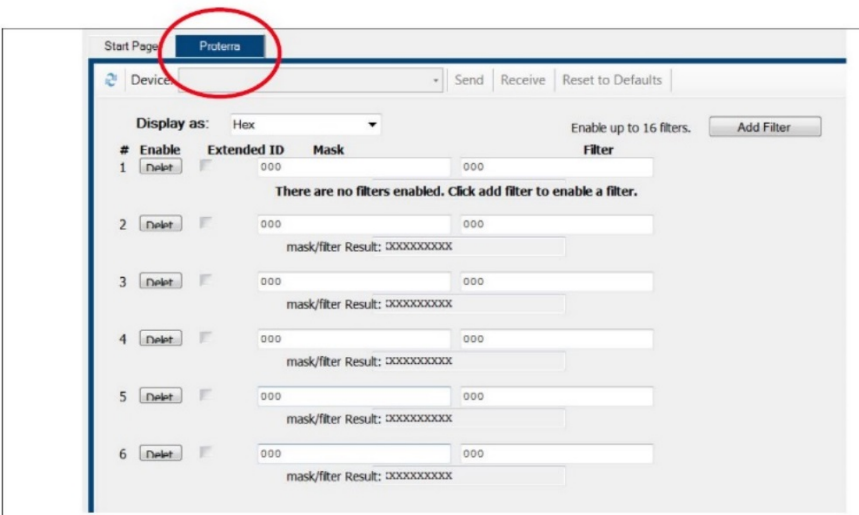 Start Page Proterra
Device: Send Receive Reset to Defaults
Display as: Hex Enable up to 16 filters. Add Filter
# Enable Extended ID Mask Filter
1 Delet 000 000
There are no filters enabled. Click add filter to enable a filter.
2 Delet 000 000
mask/filter Result: XXXXXXXXX
3 Delet 000 000
mask/filter Result: XXXXXXXXX
4 Delet 000 000
mask/filter Result: XXXXXXXXX
5 Delet 000 000
mask/filter Result: XXXXXXXXX
6 Delet 000 000
mask/filter Result: XXXXXXXXX